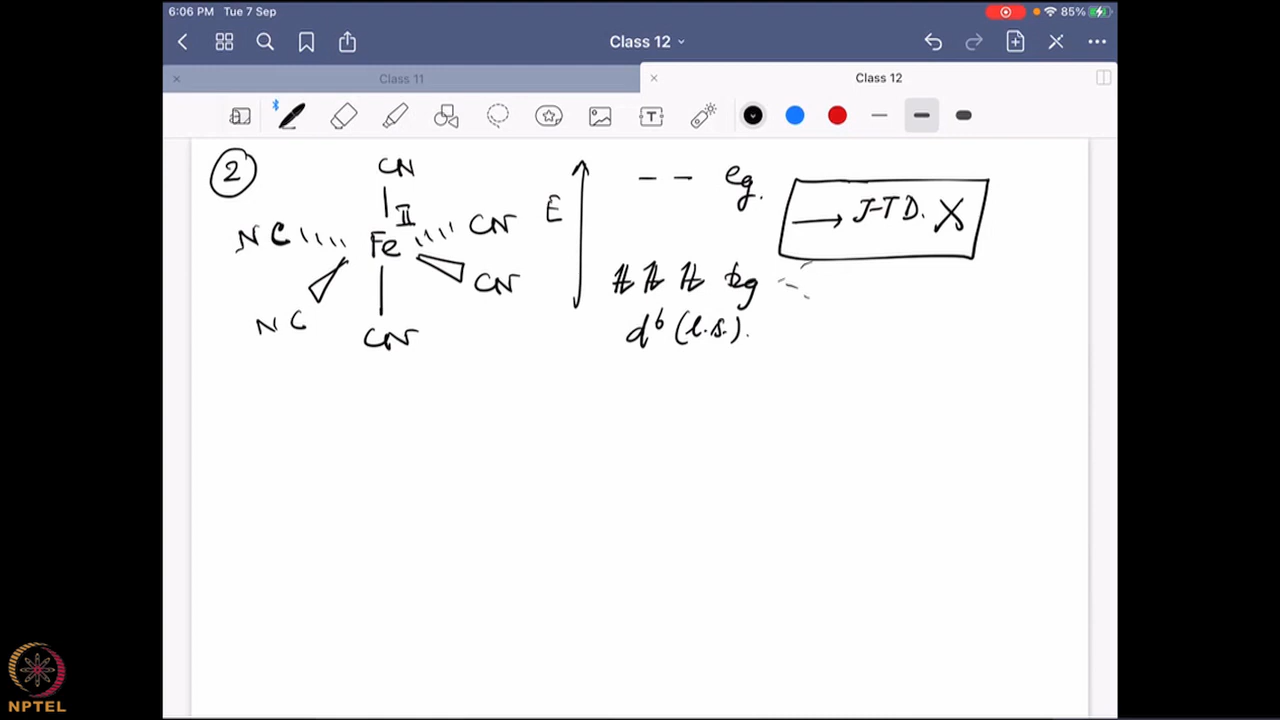 6:06 PM Tue 7 Sep
85%
Class 12
Class 11
Class 12
T
2
CN
II
NC Fe CN
NC CN
CN
E
eg.
t2g
d6 (l.s.).
→ J-TD. X
NPTEL